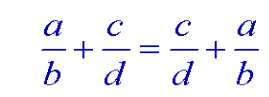 a/b + c/d = c/d + a/b